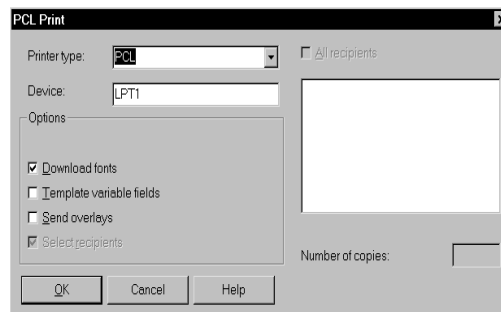 PCL Print
Printer type: PCL
Device: LPT1
Options
Download fonts
Template variable fields
Send overlays
Select recipients
OK Cancel Help
All recipients
Number of copies: